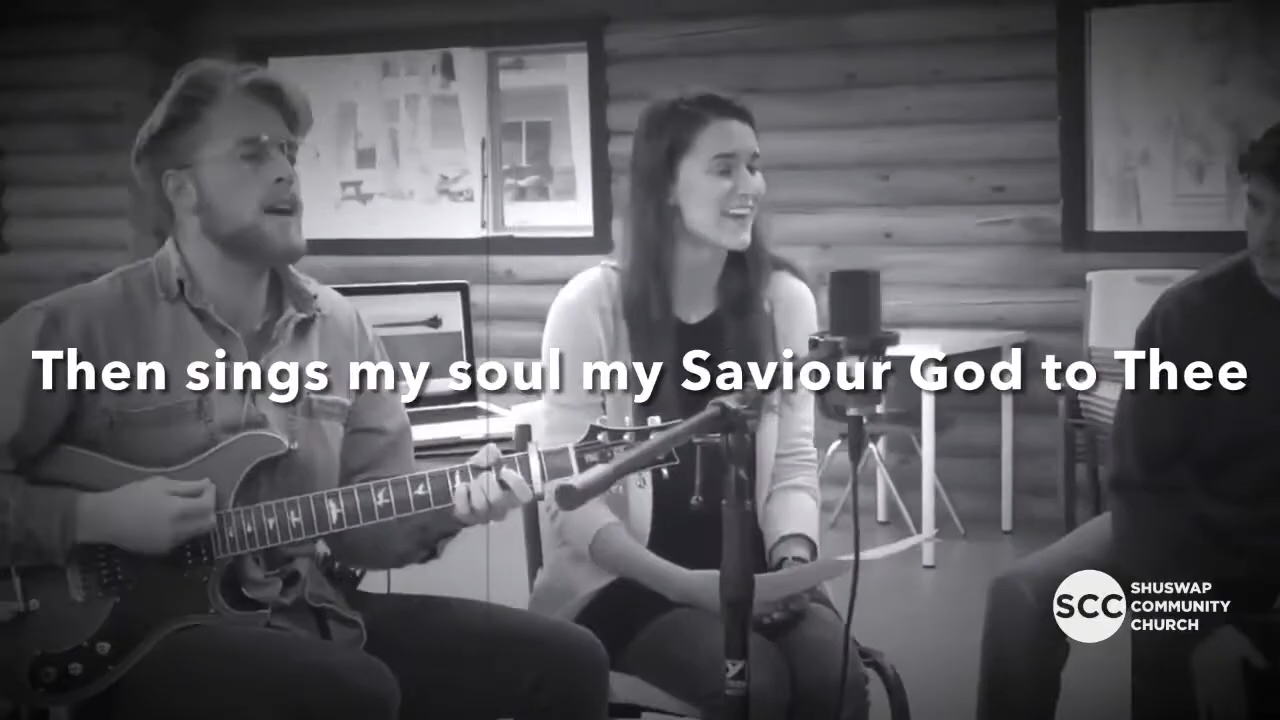 Then sings my soul my Saviour God to Thee
SCC
SHUSWAP
COMMUNITY
CHURCH